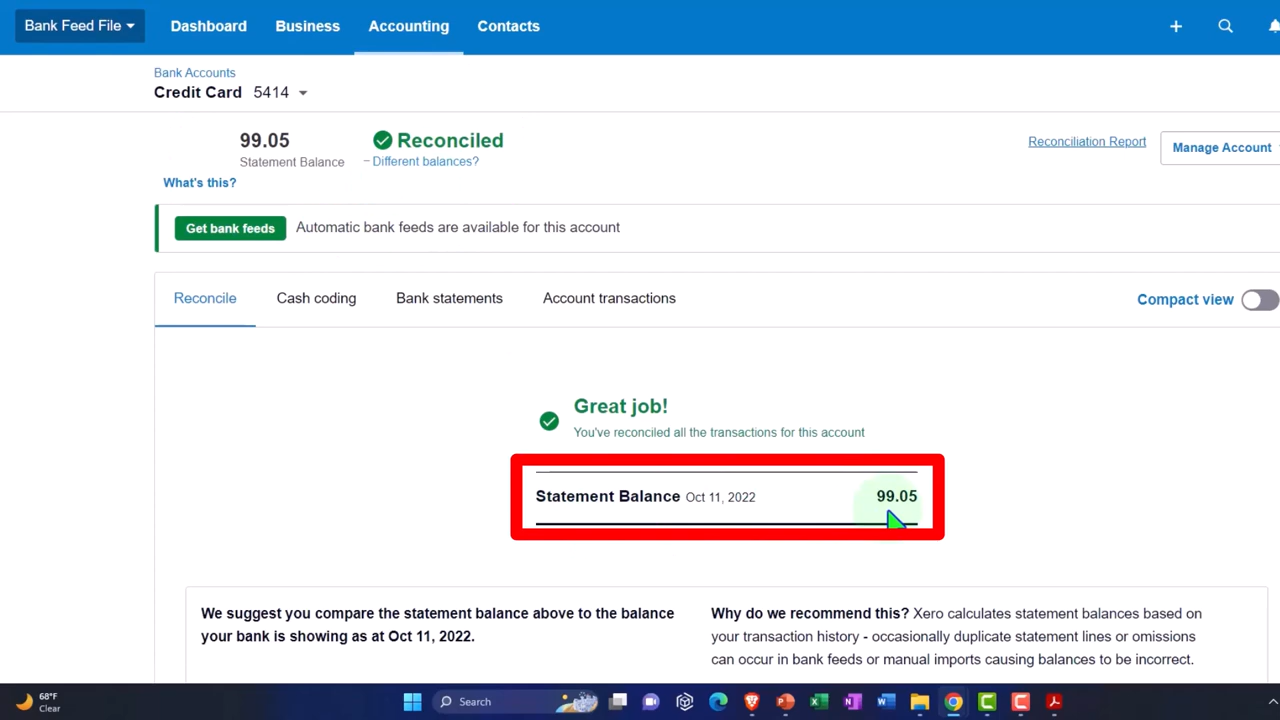 Bank Feed File Dashboard Business Accounting Contacts
Bank Accounts
Credit Card 5414
99.05 Reconciled
Statement Balance Different balances?
Reconciliation Report Manage Account
What's this?
Get bank feeds Automatic bank feeds are available for this account
Reconcile Cash coding Bank statements Account transactions Compact view
Great job!
You've reconciled all the transactions for this account
Statement Balance Oct 11, 2022 99.05
We suggest you compare the statement balance above to the balance
your bank is showing as at Oct 11, 2022.
Why do we recommend this? Xero calculates statement balances based on
your transaction history - occasionally duplicate statement lines or omissions
can occur in bank feeds or manual imports causing balances to be incorrect.
68°F
Clear
Search